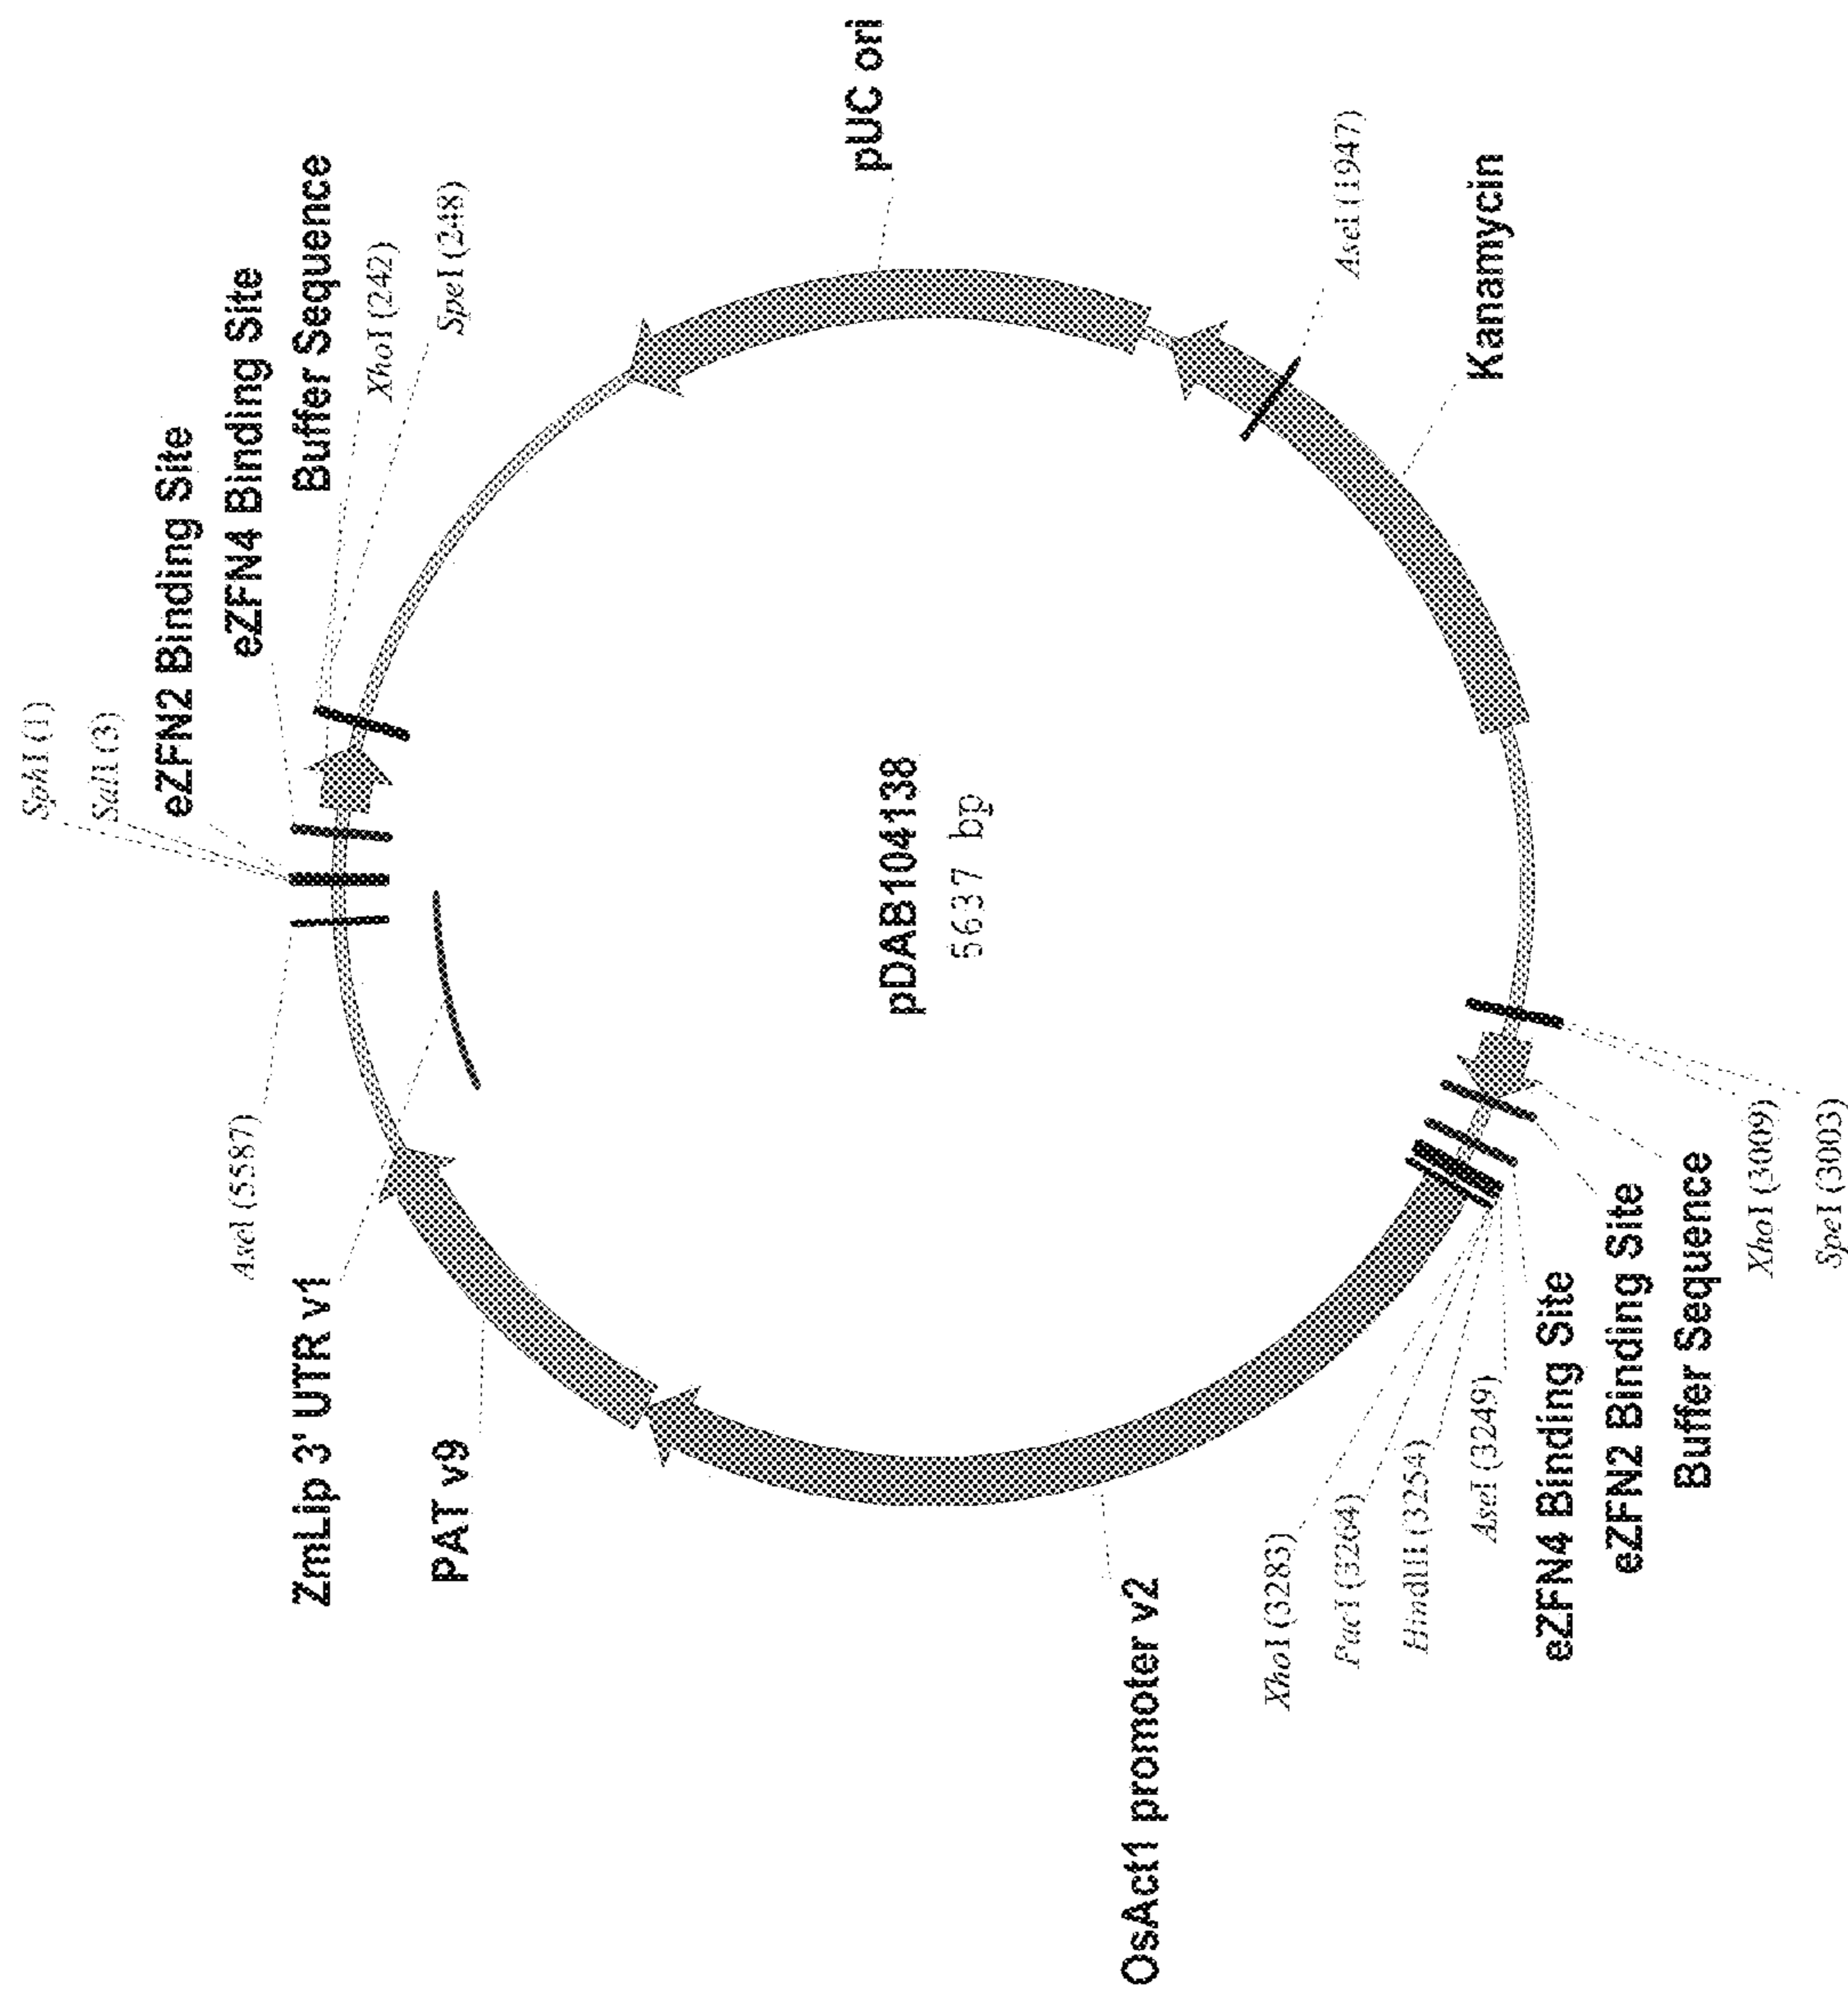 SphI (1)
SalI (3)
eZFN2 Binding Site
eZFN4 Binding Site
Buffer Sequence
XhoI (242)
SpeI (248)
pUC ori
AseI (1947)
Kanamycin
pDAB104138
5637 bp
AseI (5587)
ZmLip 3' UTR v1
PAT v9
OsAct1 promoter v2
XhoI (3283)
PacI (3264)
HindIII (3254)
AseI (3249)
eZFN4 Binding Site
eZFN2 Binding Site
Buffer Sequence
XhoI (3009)
SpeI (3003)